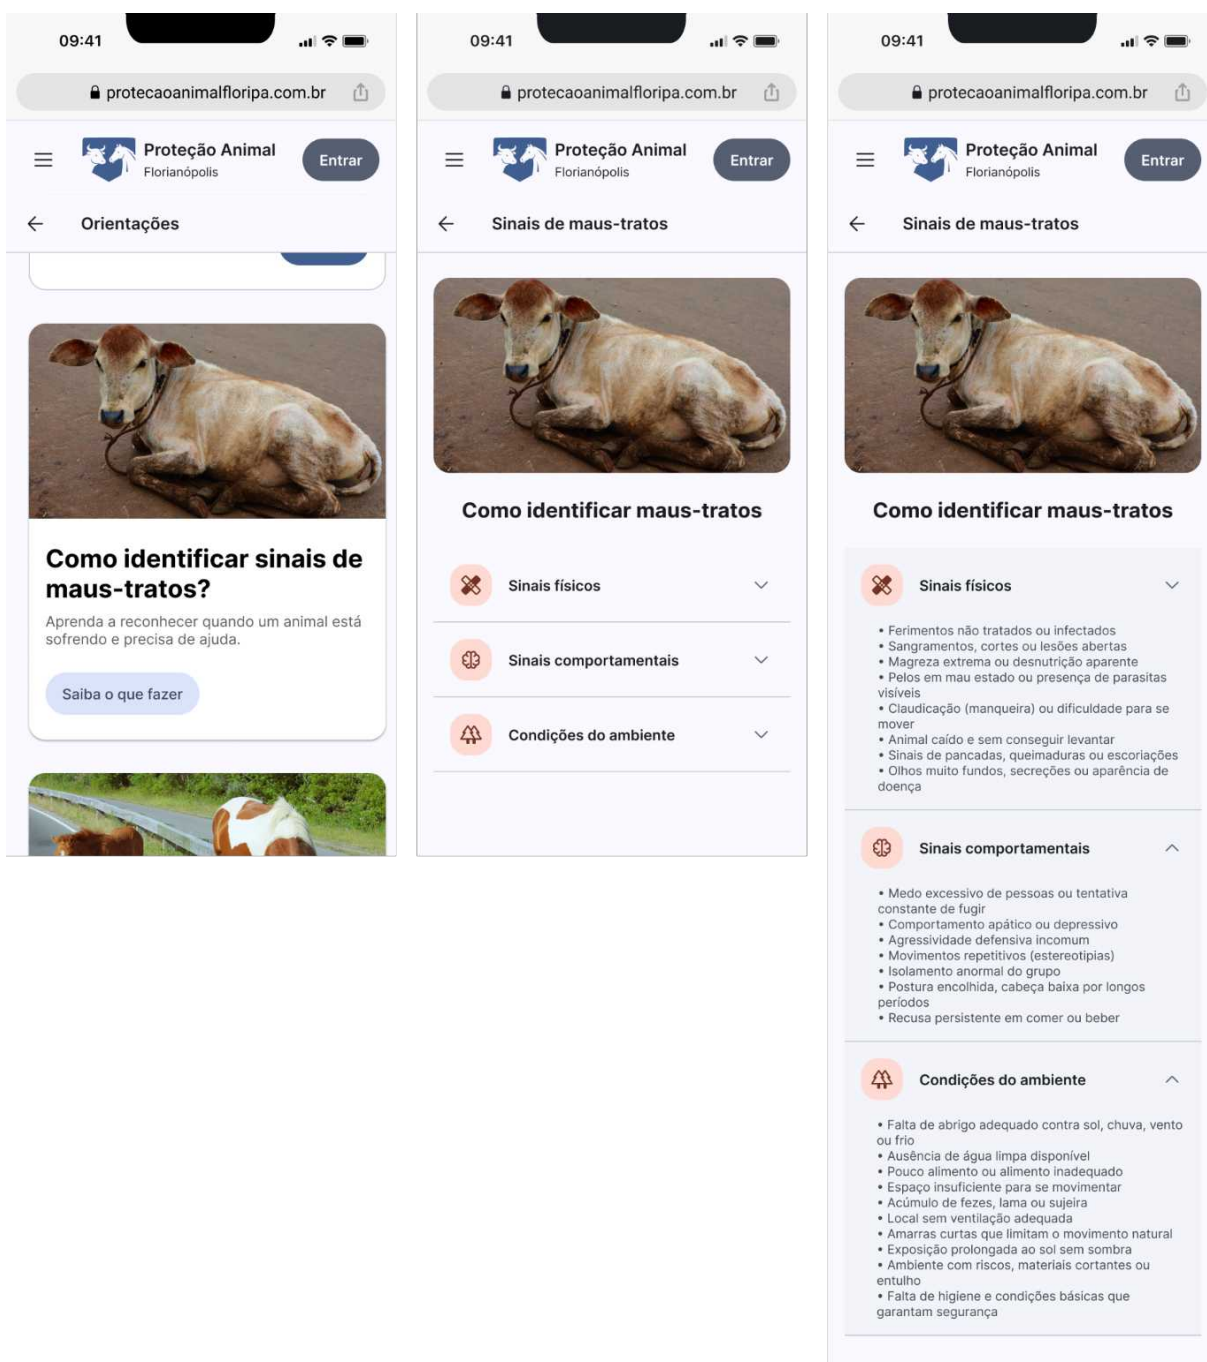 09:41
protecaoanimalfloripa.com.br
Proteção Animal
Florianópolis
Entrar
Orientações
Como identificar sinais de
maus-tratos?
Aprenda a reconhecer quando um animal está
sofrendo e precisa de ajuda.
Saiba o que fazer
09:41
protecaoanimalfloripa.com.br
Proteção Animal
Florianópolis
Entrar
Sinais de maus-tratos
Como identificar maus-tratos
Sinais físicos
Sinais comportamentais
Condições do ambiente
09:41
protecaoanimalfloripa.com.br
Proteção Animal
Florianópolis
Entrar
Sinais de maus-tratos
Como identificar maus-tratos
Sinais físicos
• Ferimentos não tratados ou infectados
• Sangramentos, cortes ou lesões abertas
• Magreza extrema ou desnutrição aparente
• Pelos em mau estado ou presença de parasitas
visíveis
• Claudicação (manqueira) ou dificuldade para se
mover
• Animal caído e sem conseguir levantar
• Sinais de pancadas, queimaduras ou escoriações
• Olhos muito fundos, secreções ou aparência de
doença
Sinais comportamentais
• Medo excessivo de pessoas ou tentativa
constante de fugir
• Comportamento apático ou depressivo
• Agressividade defensiva incomum
• Movimentos repetitivos (estereotipias)
• Isolamento anormal do grupo
• Postura encolhida, cabeça baixa por longos
períodos
• Recusa persistente em comer ou beber
Condições do ambiente
• Falta de abrigo adequado contra sol, chuva, vento
ou frio
• Ausência de água limpa disponível
• Pouco alimento ou alimento inadequado
• Espaço insuficiente para se movimentar
• Acúmulo de fezes, lama ou sujeira
• Local sem ventilação adequada
• Amarras curtas que limitam o movimento natural
• Exposição prolongada ao sol sem sombra
• Ambiente com riscos, materiais cortantes ou
entulho
• Falta de higiene e condições básicas que
garantam segurança